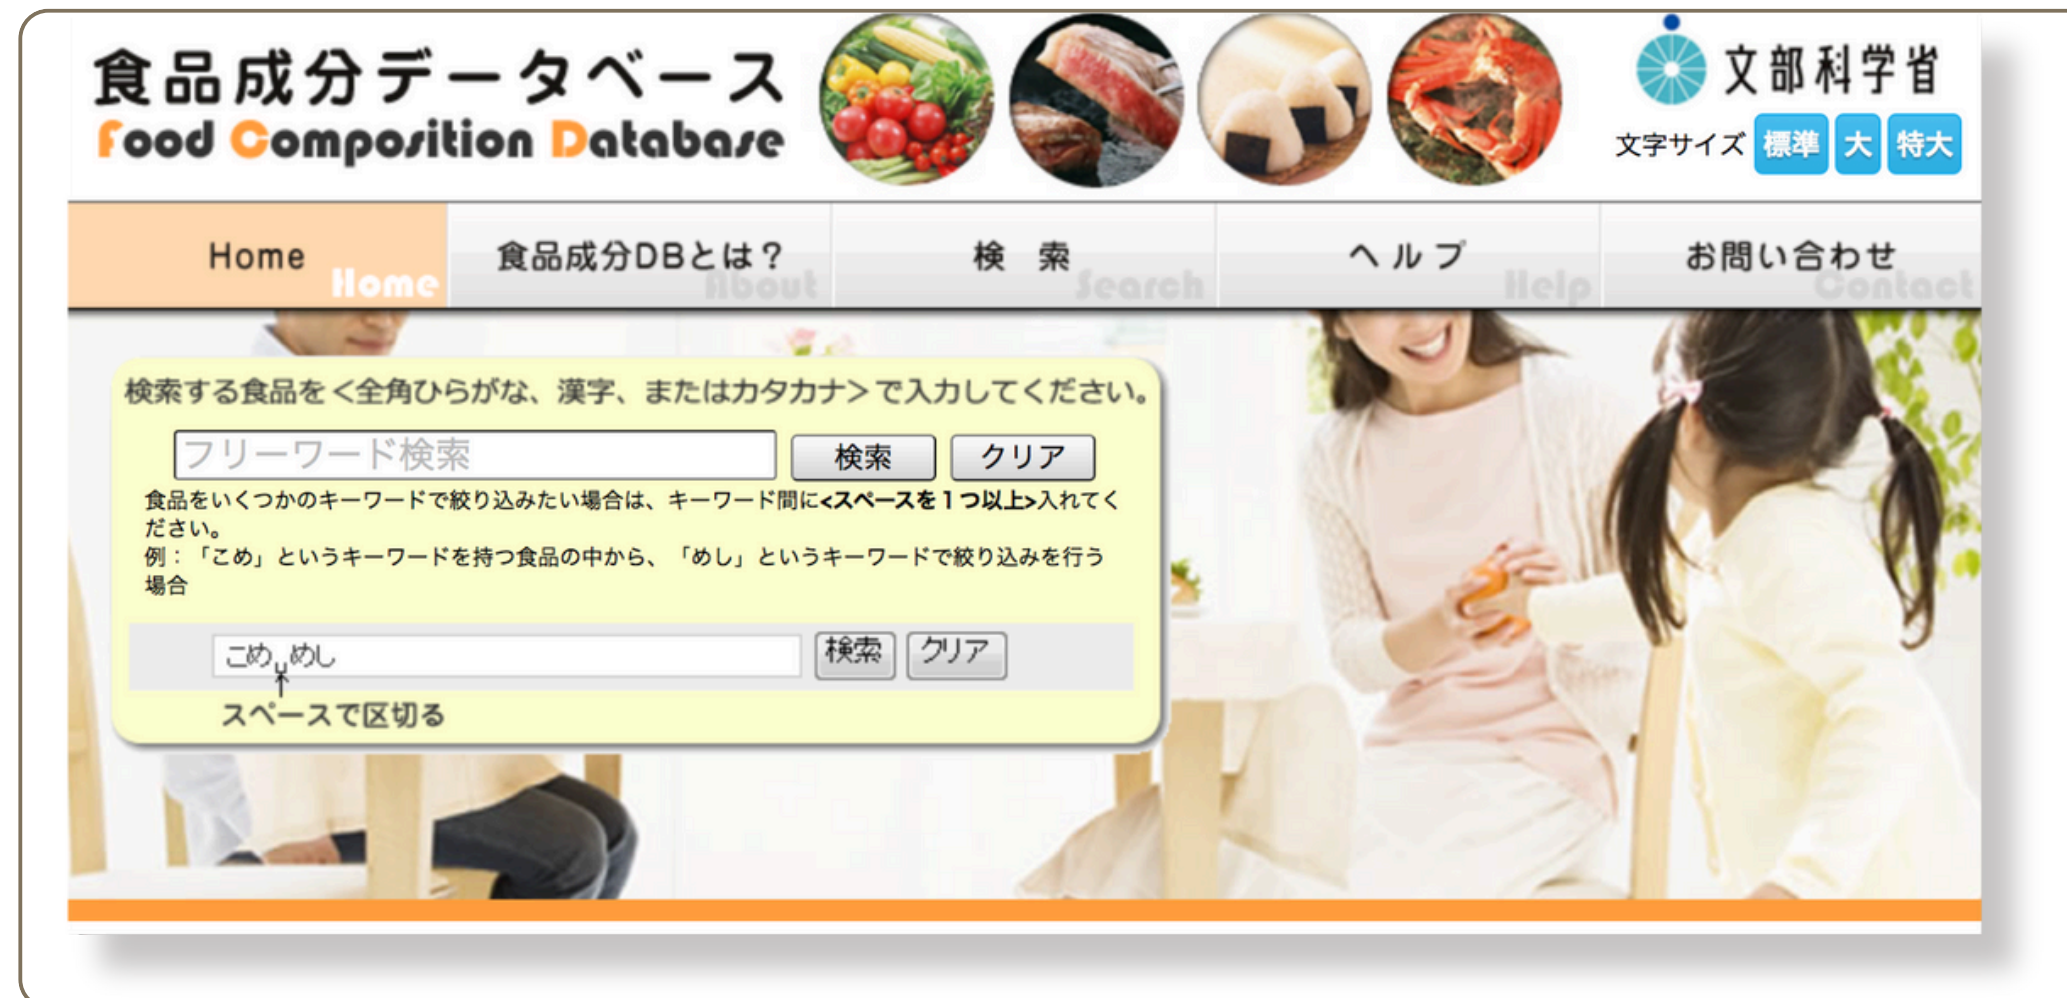 食品成分データベース
Food Composition Database
文部科学省
文字サイズ 標準 大 特大
Home Home
食品成分DBとは？ About
検 索 Search
ヘルプ Help
お問い合わせ Contact
検索する食品を＜全角ひらがな、漢字、またはカタカナ＞で入力してください。
フリーワード検索 検索 クリア
食品をいくつかのキーワードで絞り込みたい場合は、キーワード間に<スペースを１つ以上>入れてく
ださい。
例：「こめ」というキーワードを持つ食品の中から、「めし」というキーワードで絞り込みを行う
場合
こめ␣めし 検索 クリア
↑
スペースで区切る